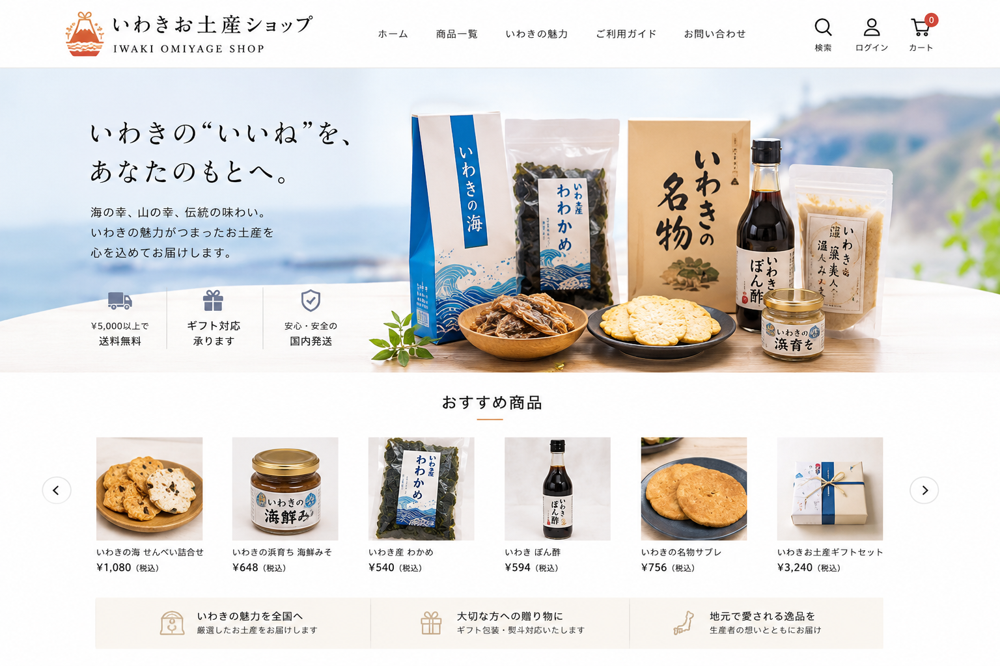 いわきお土産ショップ
IWAKI OMIYAGE SHOP
ホーム
商品一覧
いわきの魅力
ご利用ガイド
お問い合わせ
検索
ログイン
0
カート
いわきの“いいね”を、
あなたのもとへ。
海の幸、山の幸、伝統の味わい。
いわきの魅力がつまったお土産を
心を込めてお届けします。
¥5,000以上で
送料無料
ギフト対応
承ります
安心・安全の
国内発送
いわきの海
わわかめ
いわきの
名物
いわき
ぽん酢
いわき
いわきの
浜育を
おすすめ商品
いわきの
海鮮み
わわかめ
いわき
ぽん酢
いわきの海 せんべい詰合せ
¥1,080（税込）
いわきの浜育ち 海鮮みそ
¥648（税込）
いわき産 わかめ
¥540（税込）
いわき ぽん酢
¥594（税込）
いわきの名物サブレ
¥756（税込）
いわきお土産ギフトセット
¥3,240（税込）
いわきの魅力を全国へ
厳選したお土産をお届けします
大切な方への贈り物に
ギフト包装・熨斗対応いたします
地元で愛される逸品を
生産者の想いとともにお届け